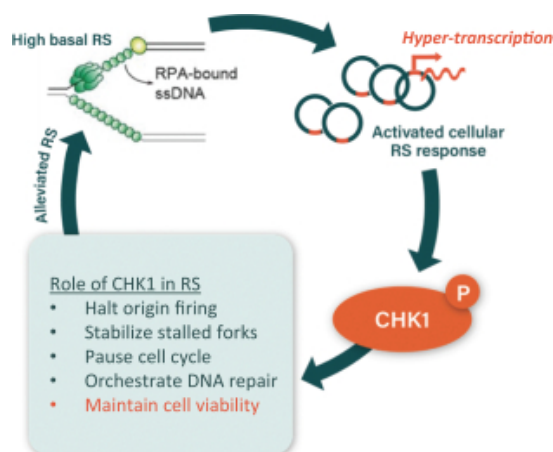 High basal RS
RPA-bound
ssDNA
Hyper-transcription
Activated cellular
RS response
P
CHK1
Role of CHK1 in RS
• Halt origin firing
• Stabilize stalled forks
• Pause cell cycle
• Orchestrate DNA repair
• Maintain cell viability
Alleviated RS